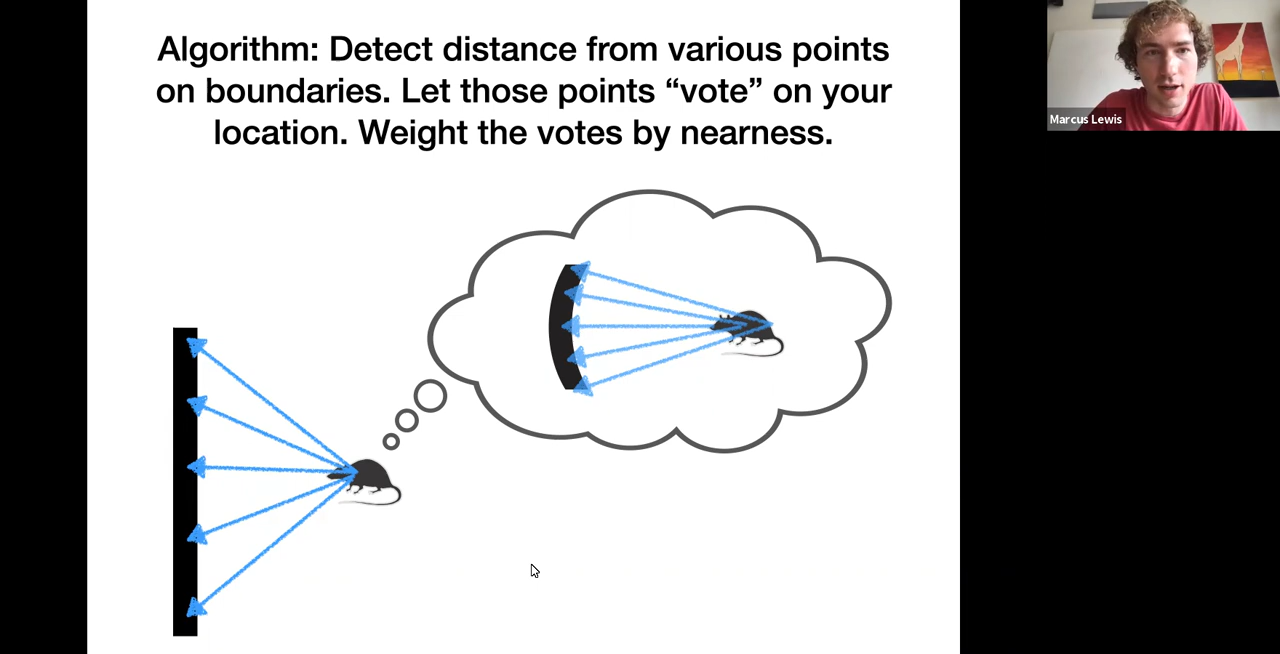 Algorithm: Detect distance from various points
on boundaries. Let those points “vote” on your
location. Weight the votes by nearness.
Marcus Lewis